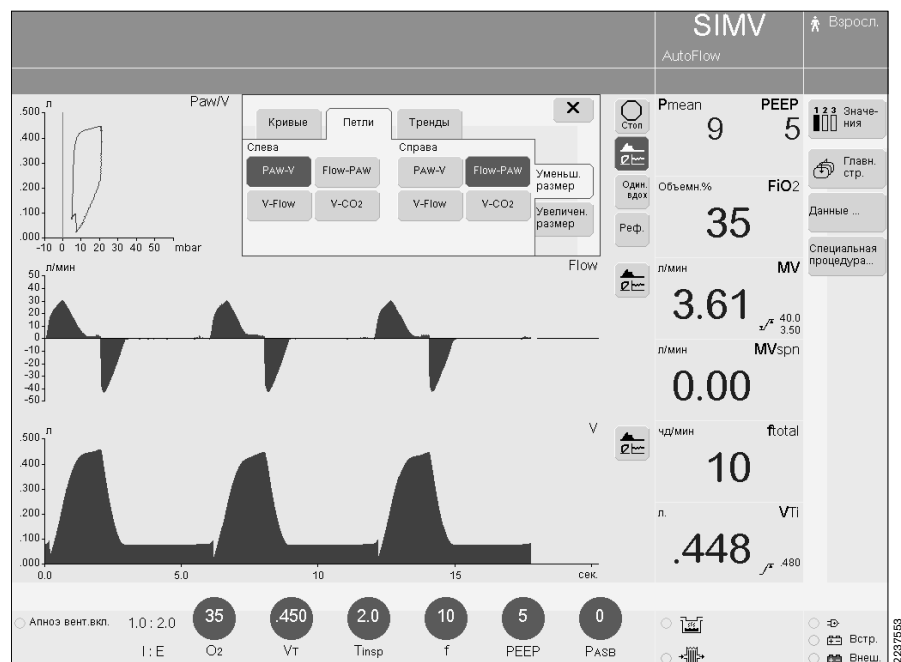 SIMV
Взросл.
AutoFlow
л
Paw/V
.500
.400
.300
.200
.100
.000
-10 0 10 20 30 40 50 mbar
Кривые Петли Тренды
Слева Справа
PAW-V Flow-PAW PAW-V Flow-PAW
V-Flow V-CO2 V-Flow V-CO2
Уменьш.
размер
Увеличен.
размер
Стоп
Один.
вдох
Реф.
Pmean PEEP
9 5
Объемн.% FiO2
35
л/мин MV
3.61
40.0
3.50
л/мин MVspn
0.00
чд/мин ftotal
10
л. VTi
.448
.480
1 2 3 Значе-
ния
Главн.
стр.
Данные ...
Специальная
процедура...
л/мин Flow
50
40
30
20
10
0
-10
-20
-30
-40
-50
л V
.500
.400
.300
.200
.100
.000
0.0 5.0 10 15 сек.
Апноэ вент.вкл. 1.0 : 2.0 35 .450 2.0 10 5 0
I : E O2 VT Tinsp f PEEP PASB
Встр.
Внеш.
2237553